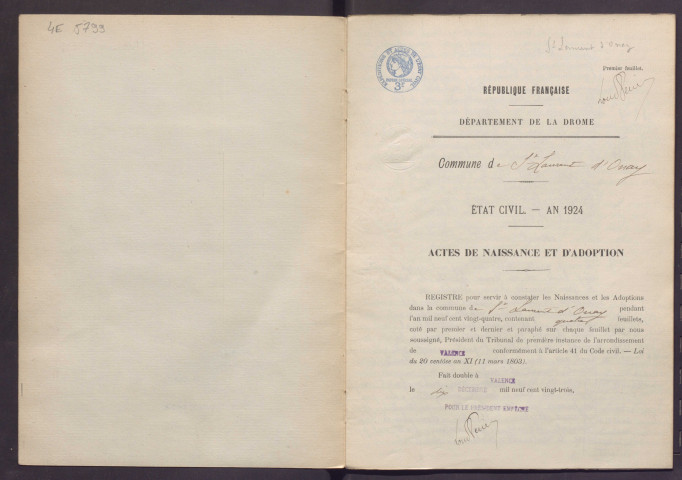 4E 5799
St Laurent d'Onay
Premier feuillet.
3F
RÉPUBLIQUE FRANÇAISE
DÉPARTEMENT DE LA DROME
Commune de St Laurent d'Onay
ÉTAT CIVIL. — AN 1924
ACTES DE NAISSANCE ET D'ADOPTION
REGISTRE pour servir à constater les Naissances et les Adoptions
dans la commune de St Laurent d'Onay pendant
l'an mil neuf cent vingt-quatre, contenant quatre feuillets,
coté par premier et dernier et paraphé sur chaque feuillet par nous
soussigné, Président du Tribunal de première instance de l'arrondissement
de VALENCE conformément à l'article 41 du Code civil. — Loi
du 20 ventôse an XI (11 mars 1803).
Fait double à VALENCE
le six DÉCEMBRE mil neuf cent vingt-trois,
POUR LE PRÉSIDENT EMPÊCHÉ